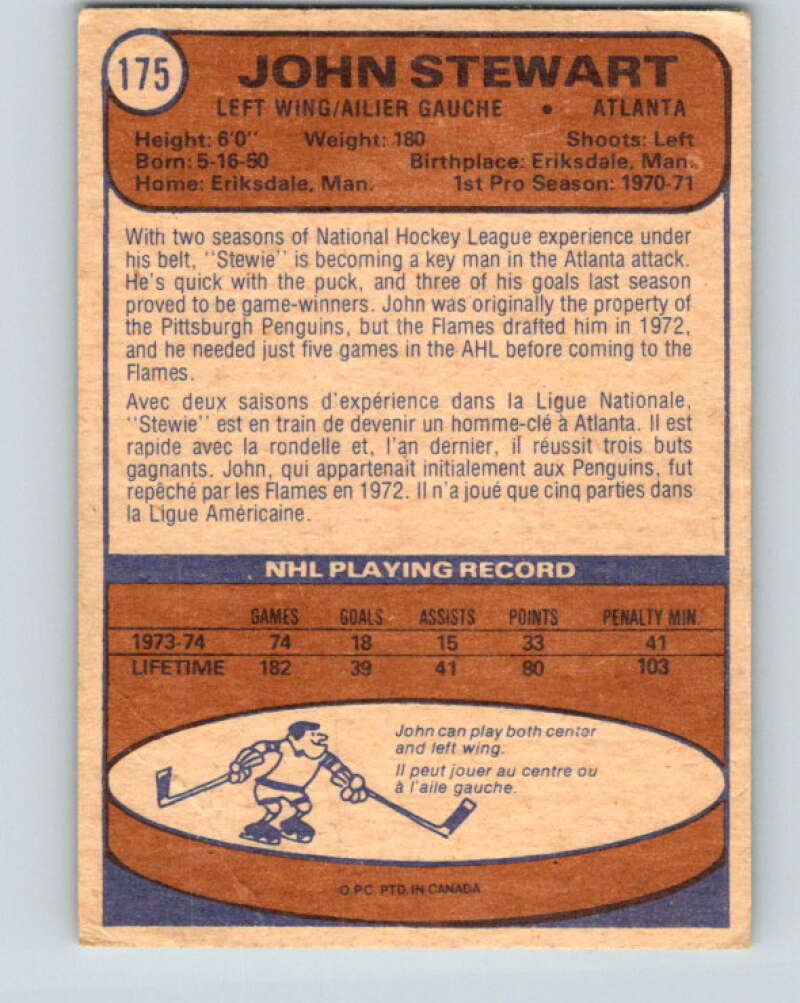 175
JOHN STEWART
LEFT WING/AILIER GAUCHE • ATLANTA
Height: 6'0" Weight: 180 Shoots: Left
Born: 5-16-50 Birthplace: Eriksdale, Man.
Home: Eriksdale, Man. 1st Pro Season: 1970-71
With two seasons of National Hockey League experience under
his belt, "Stewie" is becoming a key man in the Atlanta attack.
He's quick with the puck, and three of his goals last season
proved to be game-winners. John was originally the property of
the Pittsburgh Penguins, but the Flames drafted him in 1972,
and he needed just five games in the AHL before coming to the
Flames.
Avec deux saisons d'expérience dans la Ligue Nationale,
"Stewie" est en train de devenir un homme-clé à Atlanta. Il est
rapide avec la rondelle et, l'an dernier, il réussit trois buts
gagnants. John, qui appartenait initialement aux Penguins, fut
repêché par les Flames en 1972. Il n'a joué que cinq parties dans
la Ligue Américaine.
NHL PLAYING RECORD
GAMES GOALS ASSISTS POINTS PENALTY MIN.
1973-74 74 18 15 33 41
LIFETIME 182 39 41 80 103
John can play both center
and left wing.
Il peut jouer au centre ou
à l'aile gauche.
O.P.C. PTD. IN CANADA